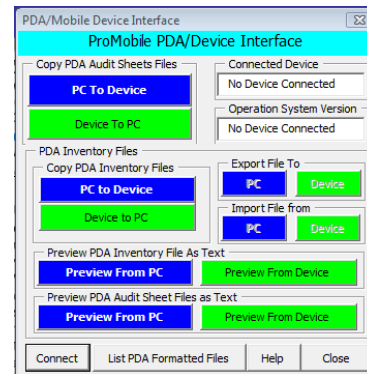 PDA/Mobile Device Interface
ProMobile PDA/Device Interface
Copy PDA Audit Sheets Files
PC To Device
Device To PC
Connected Device
No Device Connected
Operation System Version
No Device Connected
PDA Inventory Files
Copy PDA Inventory Files
PC to Device
Device to PC
Export File To
PC Device
Import File from
PC Device
Preview PDA Inventory File As Text
Preview From PC Preview From Device
Preview PDA Audit Sheet Files as Text
Preview From PC Preview From Device
Connect List PDA Formatted Files Help Close